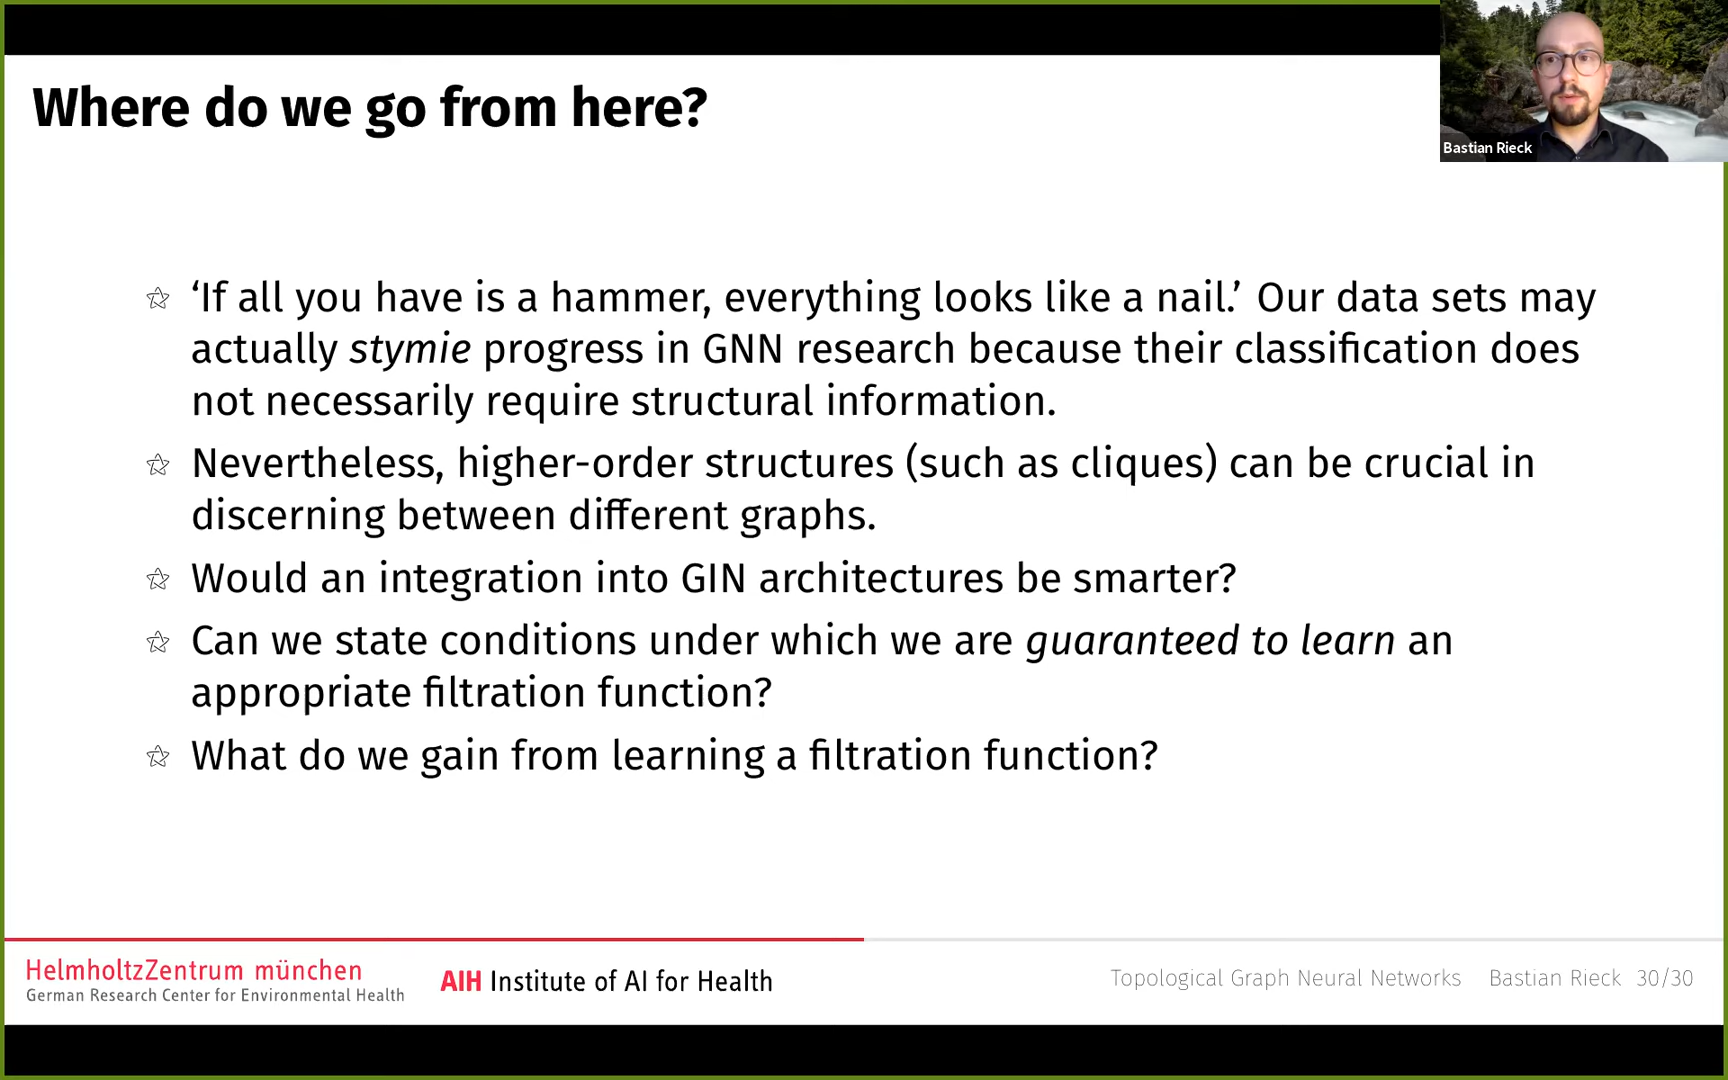 Where do we go from here?
Bastian Rieck
‘If all you have is a hammer, everything looks like a nail.’ Our data sets may
actually stymie progress in GNN research because their classification does
not necessarily require structural information.
Nevertheless, higher-order structures (such as cliques) can be crucial in
discerning between different graphs.
Would an integration into GIN architectures be smarter?
Can we state conditions under which we are guaranteed to learn an
appropriate filtration function?
What do we gain from learning a filtration function?
HelmholtzZentrum münchen
German Research Center for Environmental Health
AIH Institute of AI for Health
Topological Graph Neural Networks Bastian Rieck 30/30